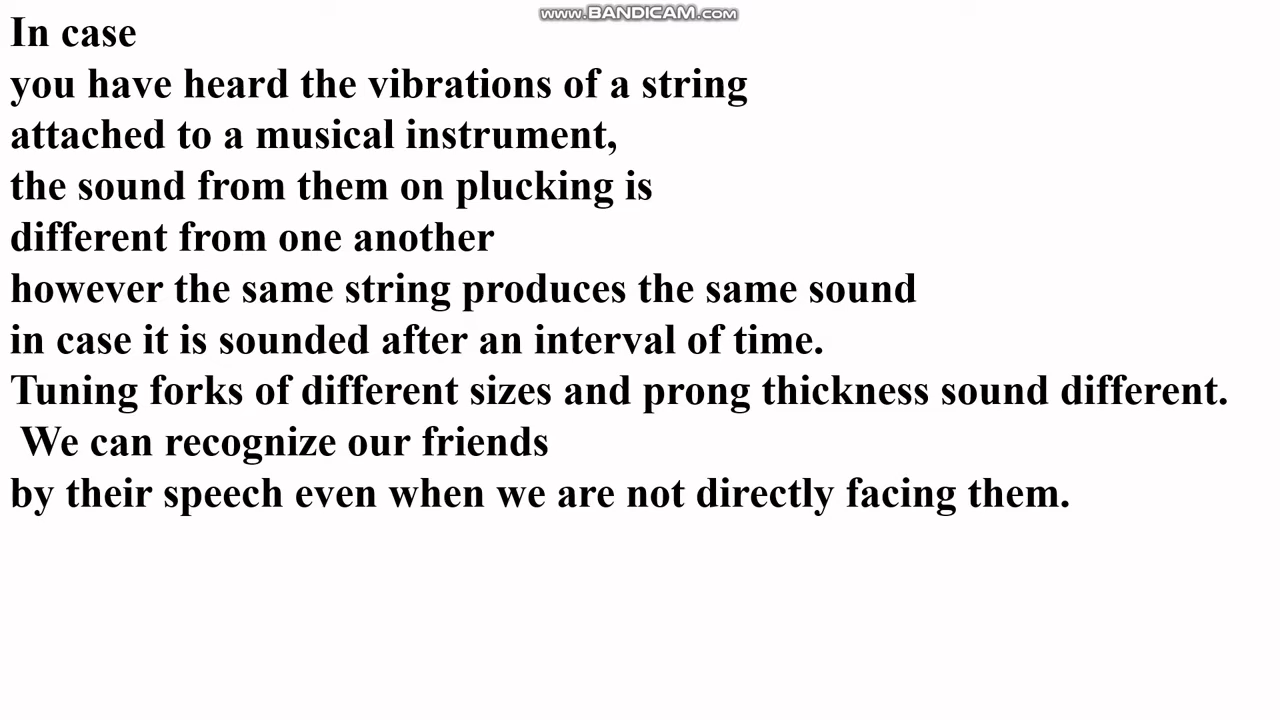 www.BANDICAM.com
In case
you have heard the vibrations of a string
attached to a musical instrument,
the sound from them on plucking is
different from one another
however the same string produces the same sound
in case it is sounded after an interval of time.
Tuning forks of different sizes and prong thickness sound different.
We can recognize our friends
by their speech even when we are not directly facing them.